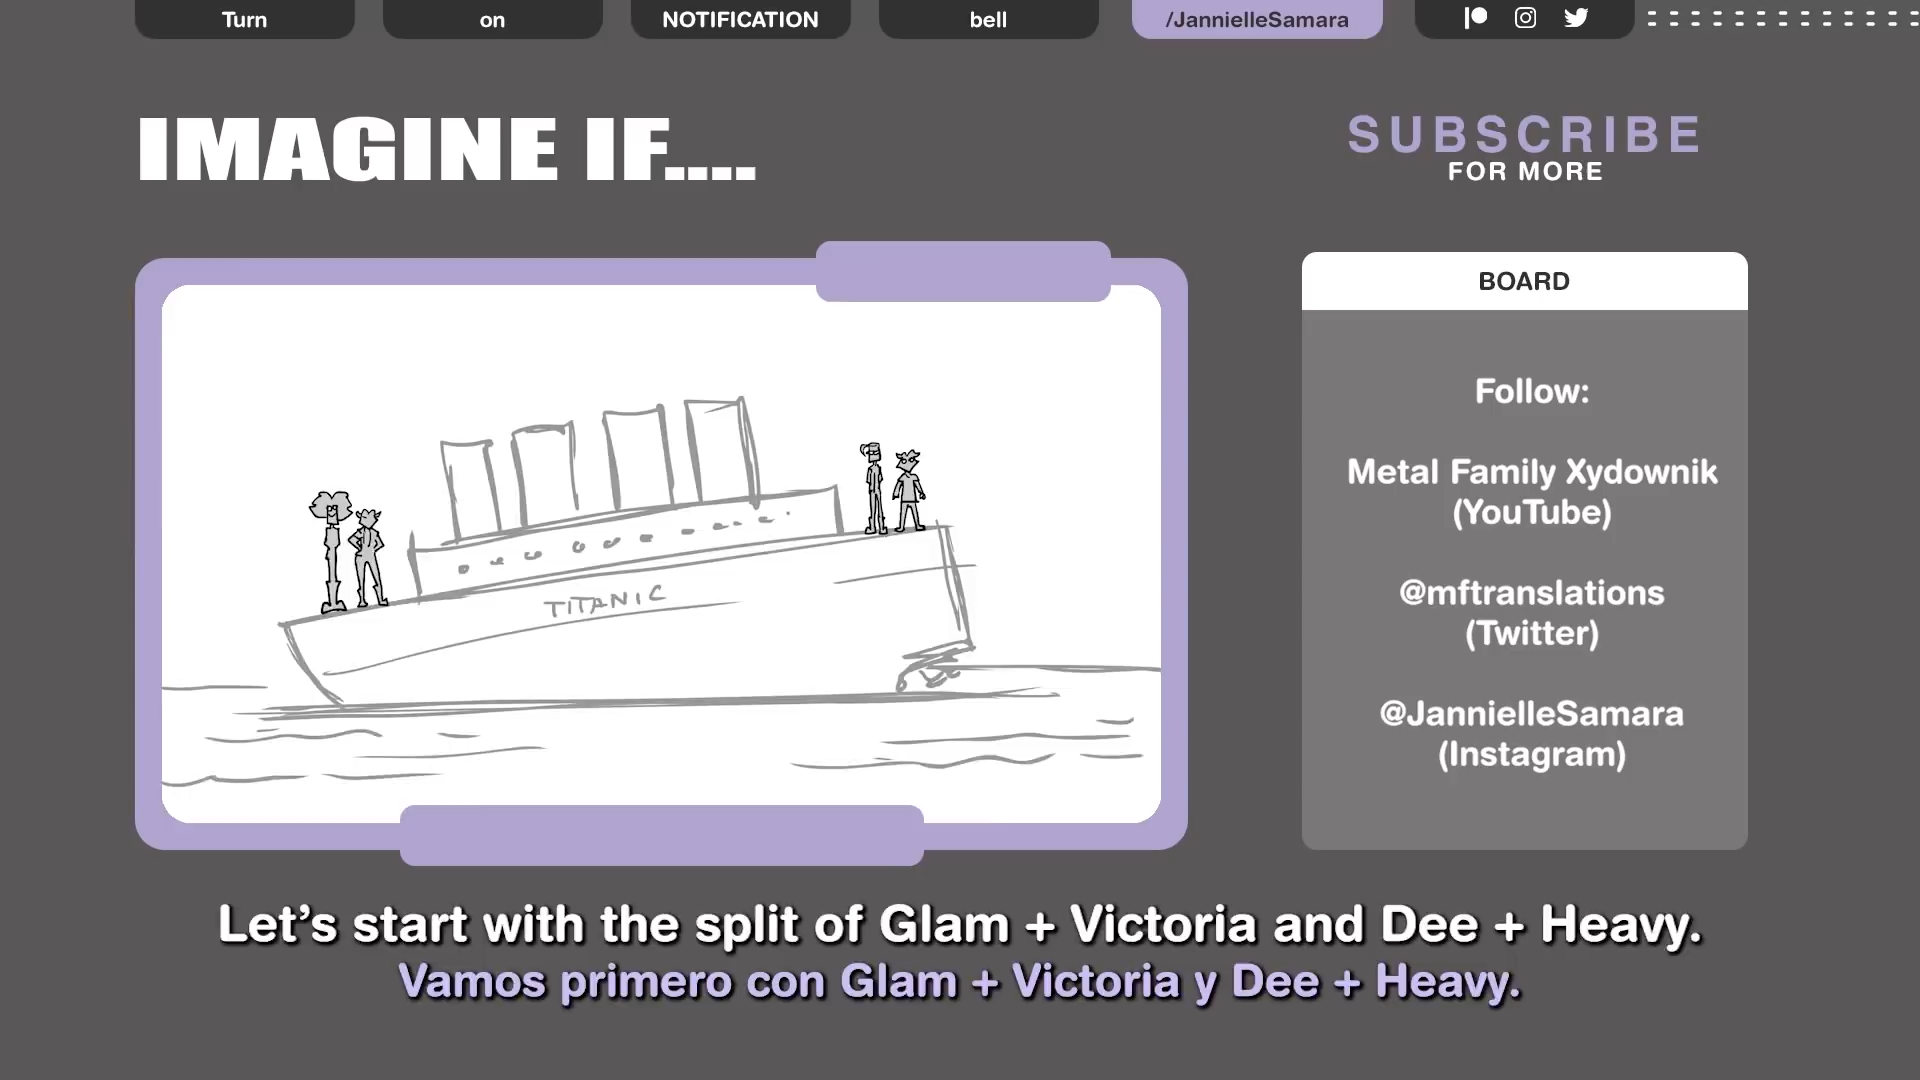 Turn
on
NOTIFICATION
bell
/JannielleSamara
IMAGINE IF....
SUBSCRIBE
FOR MORE
TITANIC
BOARD
Follow:
Metal Family Xydownik
(YouTube)
@mftranslations
(Twitter)
@JannielleSamara
(Instagram)
Let’s start with the split of Glam + Victoria and Dee + Heavy.
Vamos primero con Glam + Victoria y Dee + Heavy.